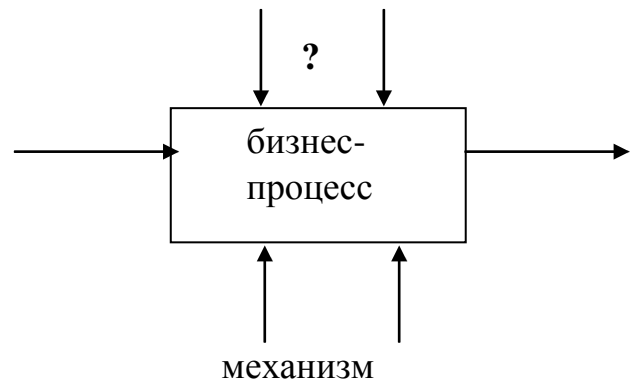 ?
бизнес-
процесс
механизм